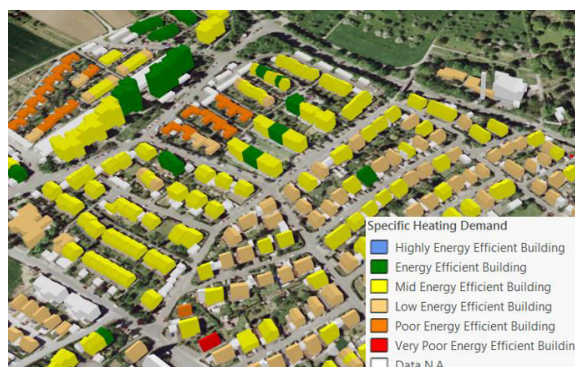 Specific Heating Demand
Highly Energy Efficient Building
Energy Efficient Building
Mid Energy Efficient Building
Low Energy Efficient Building
Poor Energy Efficient Building
Very Poor Energy Efficient Buildin
Data N.A